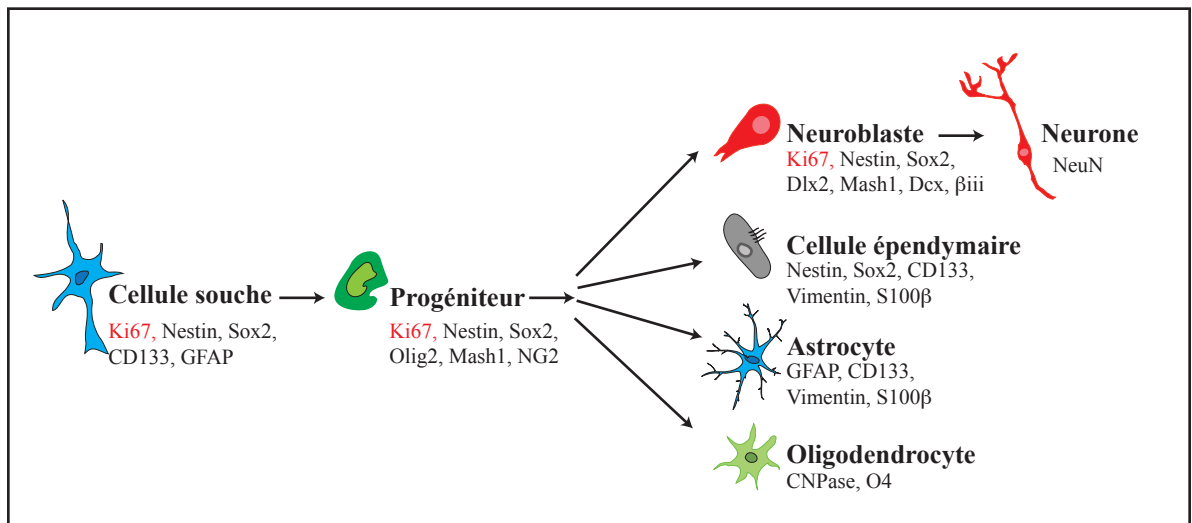 Cellule souche
Ki67, Nestin, Sox2,
CD133, GFAP
Progéniteur
Ki67, Nestin, Sox2,
Olig2, Mash1, NG2
Neuroblaste
Ki67, Nestin, Sox2,
Dlx2, Mash1, Dcx, βiii
Neurone
NeuN
Cellule épendymaire
Nestin, Sox2, CD133,
Vimentin, S100β
Astrocyte
GFAP, CD133,
Vimentin, S100β
Oligodendrocyte
CNPase, O4